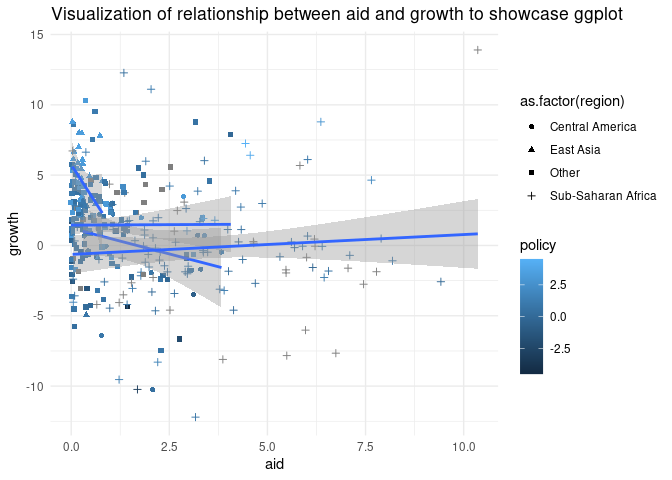 Visualization of relationship between aid and growth to showcase ggplot
15
10
5
0
-5
-10
growth
0.0
2.5
5.0
7.5
10.0
aid
as.factor(region)
Central America
East Asia
Other
Sub-Saharan Africa
policy
2.5
0.0
-2.5